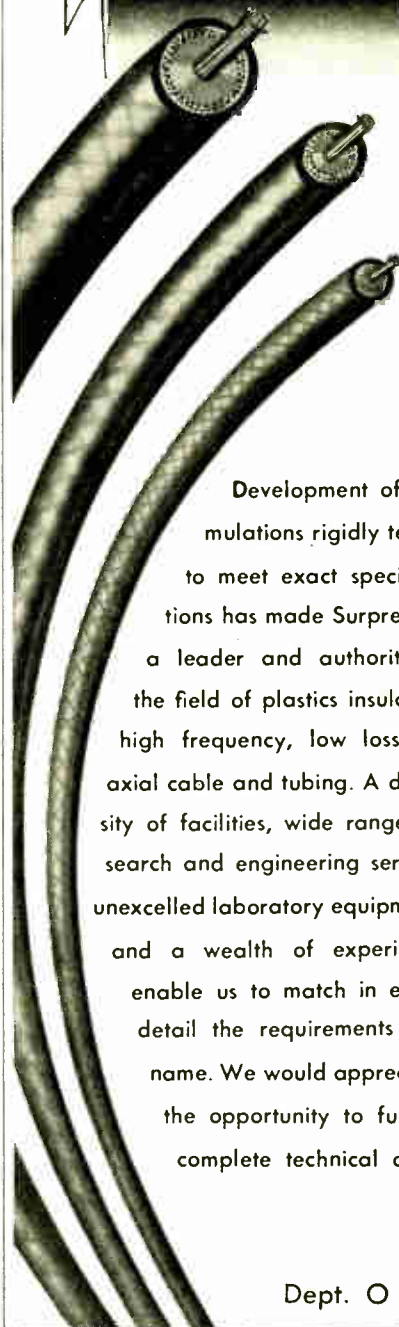 Development of
mulations rigidly te
to meet exact speci
tions has made Surpre
a leader and authorit
the field of plastics insul
high frequency, low loss
axial cable and tubing. A d
sity of facilities, wide range
search and engineering ser
unexcelled laboratory equipm
and a wealth of experi
enable us to match in e
detail the requirements
name. We would apprec
the opportunity to fu
complete technical d
Dept. O